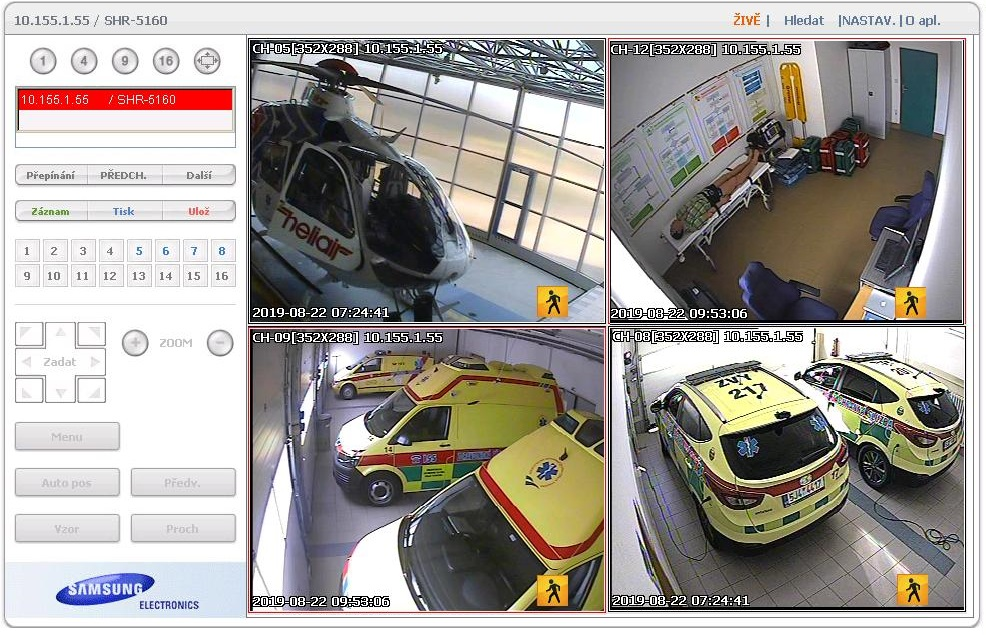 10.155.1.55 / SHR-5160
ŽIVĚ | Hledat |NASTAV.|O apl.
1 4 9 16
10.155.1.55 / SHR-5160
Přepínání PŘEDCH. Další
Záznam Tisk Ulož
1 2 3 4 5 6 7 8
9 10 11 12 13 14 15 16
Zadat
ZOOM
Menu
Auto pos Předv.
Vzor Proch
SAMSUNG
ELECTRONICS
CH-05[352X288] 10.155.1.55
heliair
2019-08-22 07:24:41
CH-12[352X288] 10.155.1.55
2019-08-22 09:53:06
CH-09[352X288] 10.155.1.55
14
155
2019-08-22 09:53:06
CH-08[352X288] 10.155.1.55
ZVY
217
2019-08-22 07:24:41